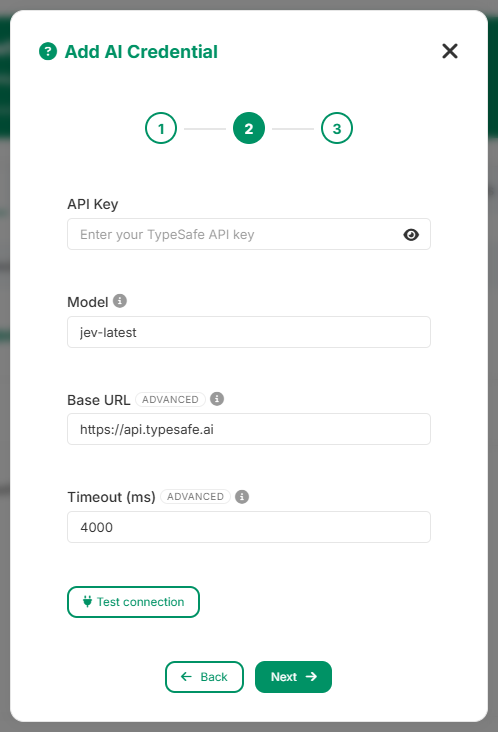 ? Add AI Credential
1 2 3
API Key
Enter your TypeSafe API key
Model
jev-latest
Base URL ADVANCED
https://api.typesafe.ai
Timeout (ms) ADVANCED
4000
Test connection
Back Next